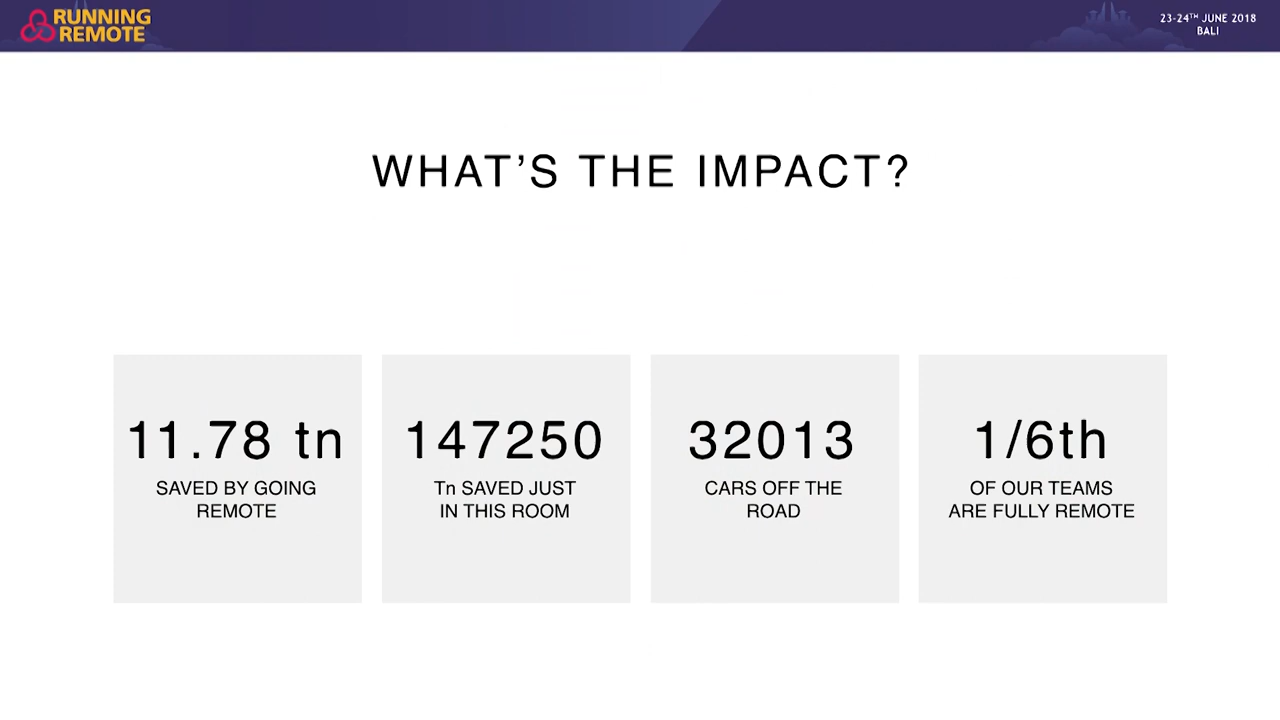 RUNNING
REMOTE
23-24TH JUNE 2018
BALI
WHAT'S THE IMPACT?
11.78 tn
SAVED BY GOING
REMOTE
147250
Tn SAVED JUST
IN THIS ROOM
32013
CARS OFF THE
ROAD
1/6th
OF OUR TEAMS
ARE FULLY REMOTE